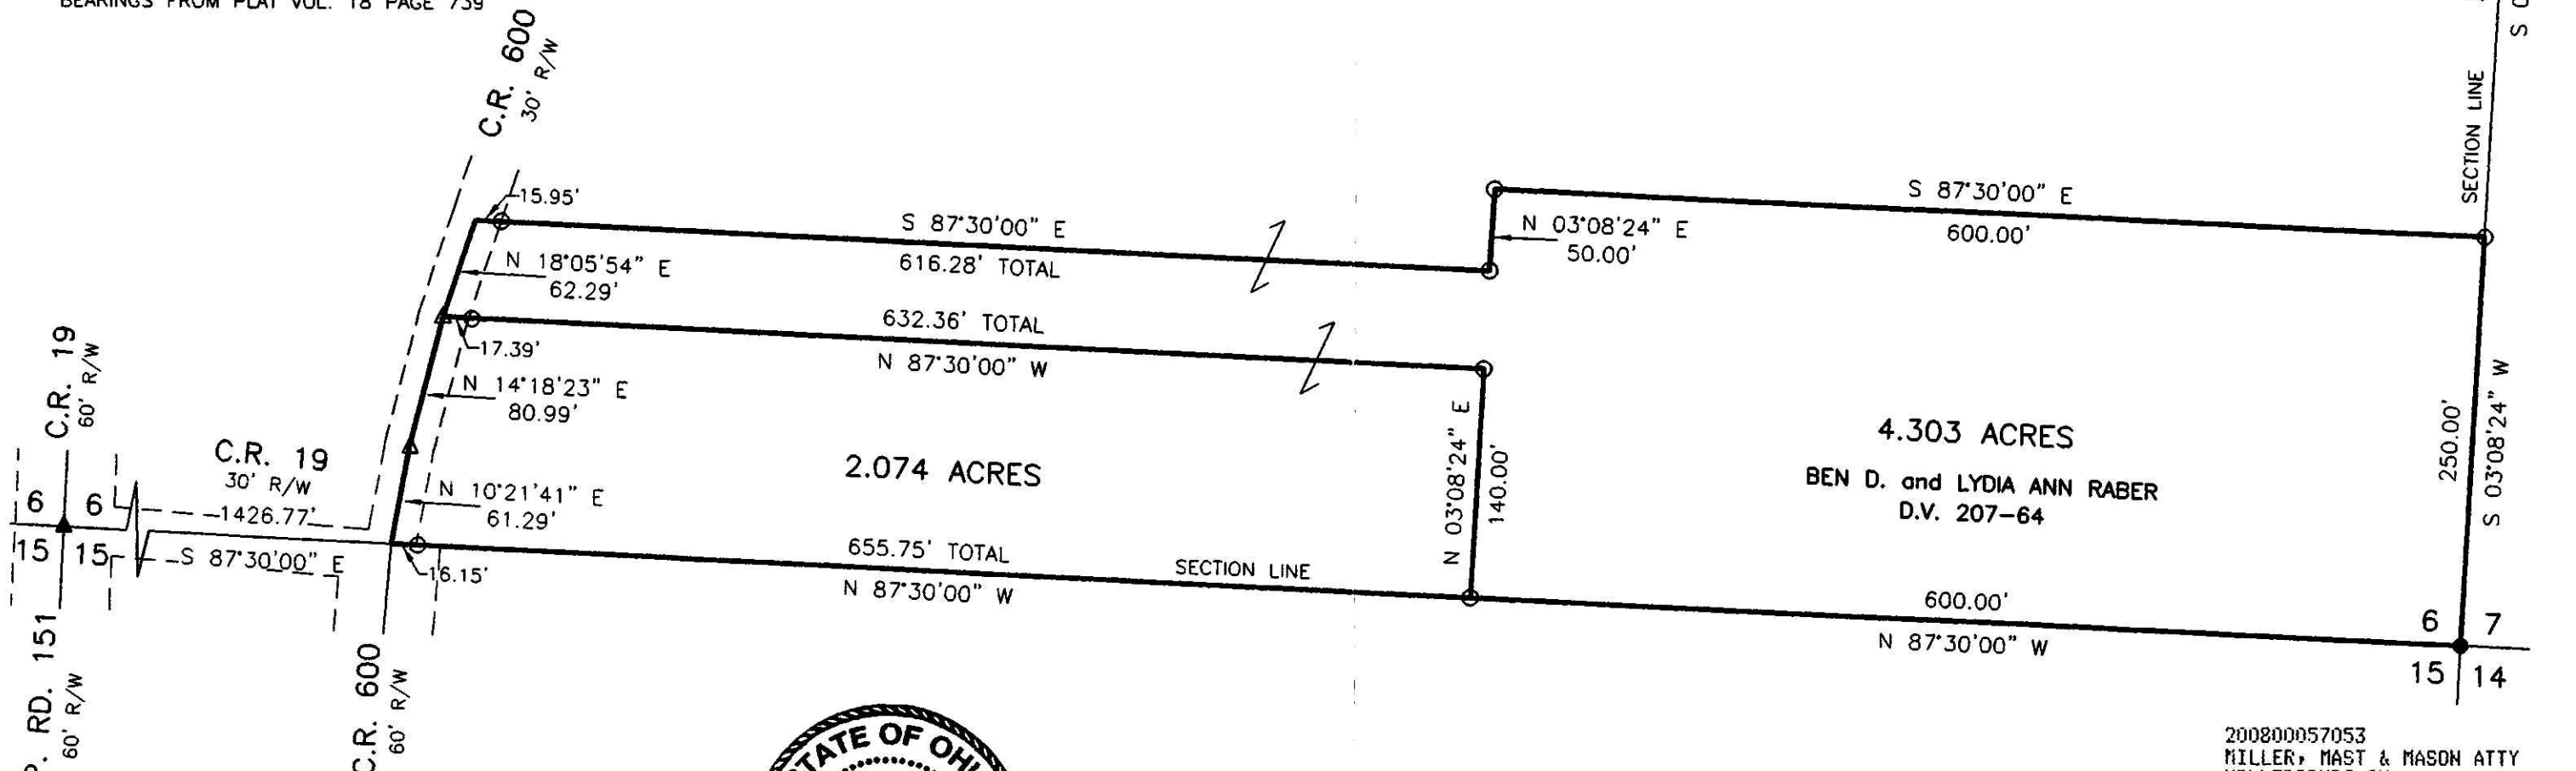 BEARINGS FROM PLAT VOL. 18 PAGE 739
C.R. 600
30' R/W
SECTION LINE
S
15.95'
S 87°30'00" E
616.28' TOTAL
N 03°08'24" E
50.00'
S 87°30'00" E
600.00'
N 18°05'54" E
62.29'
632.36' TOTAL
N 87°30'00" W
17.39'
N 14°18'23" E
80.99'
C.R. 19
60' R/W
C.R. 19
30' R/W
1426.77'
S 87°30'00" E
6 6
15 15
2.074 ACRES
N 10°21'41" E
61.29'
N 03°08'24" E
140.00'
4.303 ACRES
BEN D. and LYDIA ANN RABER
D.V. 207-64
250.00'
S 03°08'24" W
16.15'
655.75' TOTAL
SECTION LINE
N 87°30'00" W
600.00'
N 87°30'00" W
6 7
15 14
P. RD. 151
60' R/W
C.R. 600
60' R/W
STATE OF OHI
200800057053
MILLER, MAST & MASON ATTY